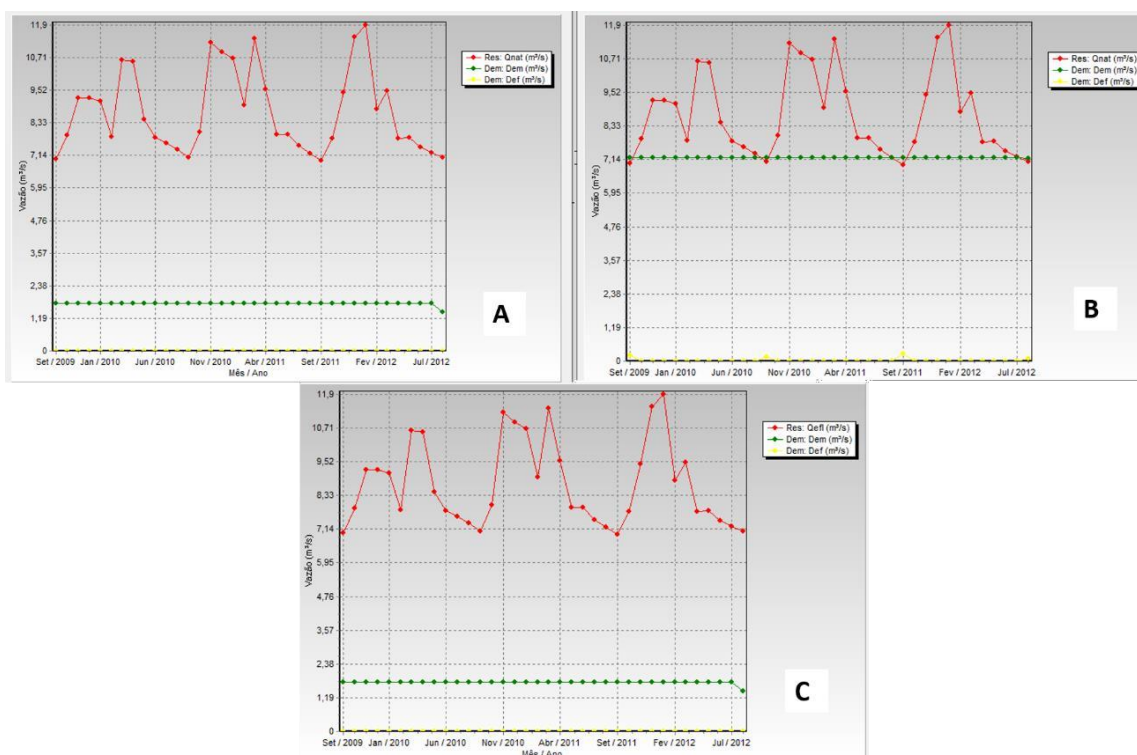 11,9
10,71
9,52
8,33
7,14
5,95
4,76
3,57
2,38
1,19
0
Vazão (m³/s)
Set / 2009 Jan / 2010 Jun / 2010 Nov / 2010 Abr / 2011 Set / 2011 Fev / 2012 Jul / 2012
Mês / Ano
Res: Qnat (m³/s)
Dem: Dem (m³/s)
Dem: Def (m³/s)
A
11,9
10,71
9,52
8,33
7,14
5,95
4,76
3,57
2,38
1,19
0
Vazão (m³/s)
Set / 2009 Jan / 2010 Jun / 2010 Nov / 2010 Abr / 2011 Set / 2011 Fev / 2012 Jul / 2012
Res: Qnat (m³/s)
Dem: Dem (m³/s)
Dem: Def (m³/s)
B
11,9
10,71
9,52
8,33
7,14
5,95
4,76
3,57
2,38
1,19
0
Vazão (m³/s)
Set / 2009 Jan / 2010 Jun / 2010 Nov / 2010 Abr / 2011 Set / 2011 Fev / 2012 Jul / 2012
Mês / Ano
Res: Qefl (m³/s)
Dem: Dem (m³/s)
Dem: Def (m³/s)
C